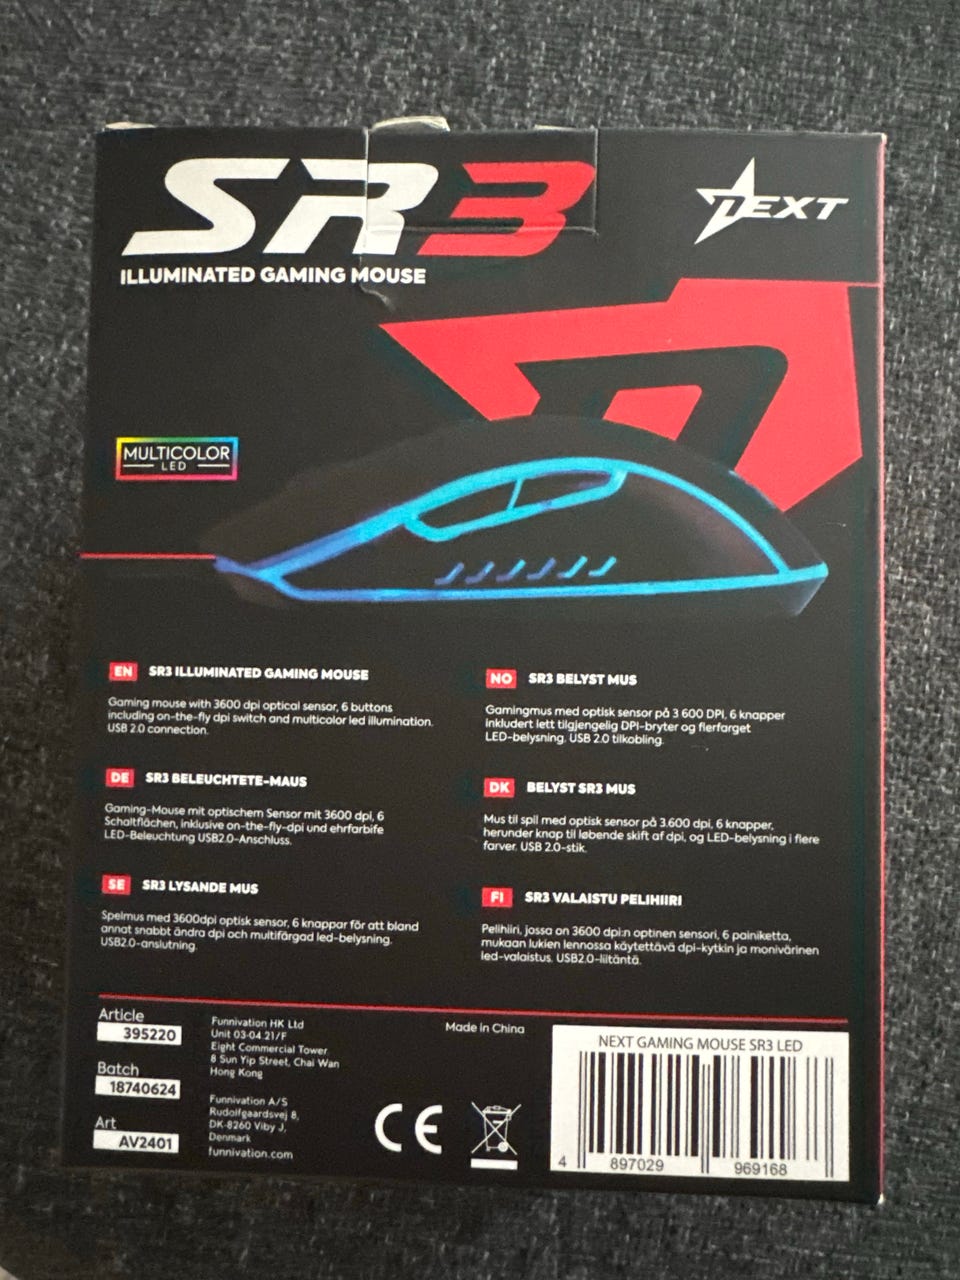 SR3
ILLUMINATED GAMING MOUSE
NEXT
MULTICOLOR
LED
EN SR3 ILLUMINATED GAMING MOUSE
Gaming mouse with 3600 dpi optical sensor, 6 buttons
including on-the-fly dpi switch and multicolor led illumination.
USB 2.0 connection.
DE SR3 BELEUCHTETE-MAUS
Gaming-Mouse mit optischem Sensor mit 3600 dpi, 6
Schaltflächen, inklusive on-the-fly-dpi und ehrfarbife
LED-Beleuchtung USB2.0-Anschluss.
SE SR3 LYSANDE MUS
Spelmus med 3600dpi optisk sensor, 6 knappar för att bland
annat snabbt ändra dpi och multifärgad led-belysning.
USB2.0-anslutning.
NO SR3 BELYST MUS
Gamingmus med optisk sensor på 3 600 DPI, 6 knapper
inkludert lett tilgjengelig DPI-bryter og flerfarget
LED-belysning. USB 2.0 tilkobling.
DK BELYST SR3 MUS
Mus til spil med optisk sensor på 3.600 dpi, 6 knapper,
herunder knap til løbende skift af dpi, og LED-belysning i flere
farver. USB 2.0-stik.
FI SR3 VALAISTU PELIHIIRI
Pelihiiri, jossa on 3600 dpi:n optinen sensori, 6 painiketta,
mukaan lukien lennossa käytettävä dpi-kytkin ja monivärinen
led-valaistus. USB2.0-liitäntä.
Article
395220
Batch
18740624
Art
AV2401
Funnivation HK Ltd
Unit 03-04 21/F
Eight Commercial Tower
8 Sun Yip Street, Chai Wan
Hong Kong
Funnivation A/S
Rudolfgaardsvej 8,
DK-8260 Viby J,
Denmark
funnivation.com
Made in China
CE
NEXT GAMING MOUSE SR3 LED
4 897029 969168